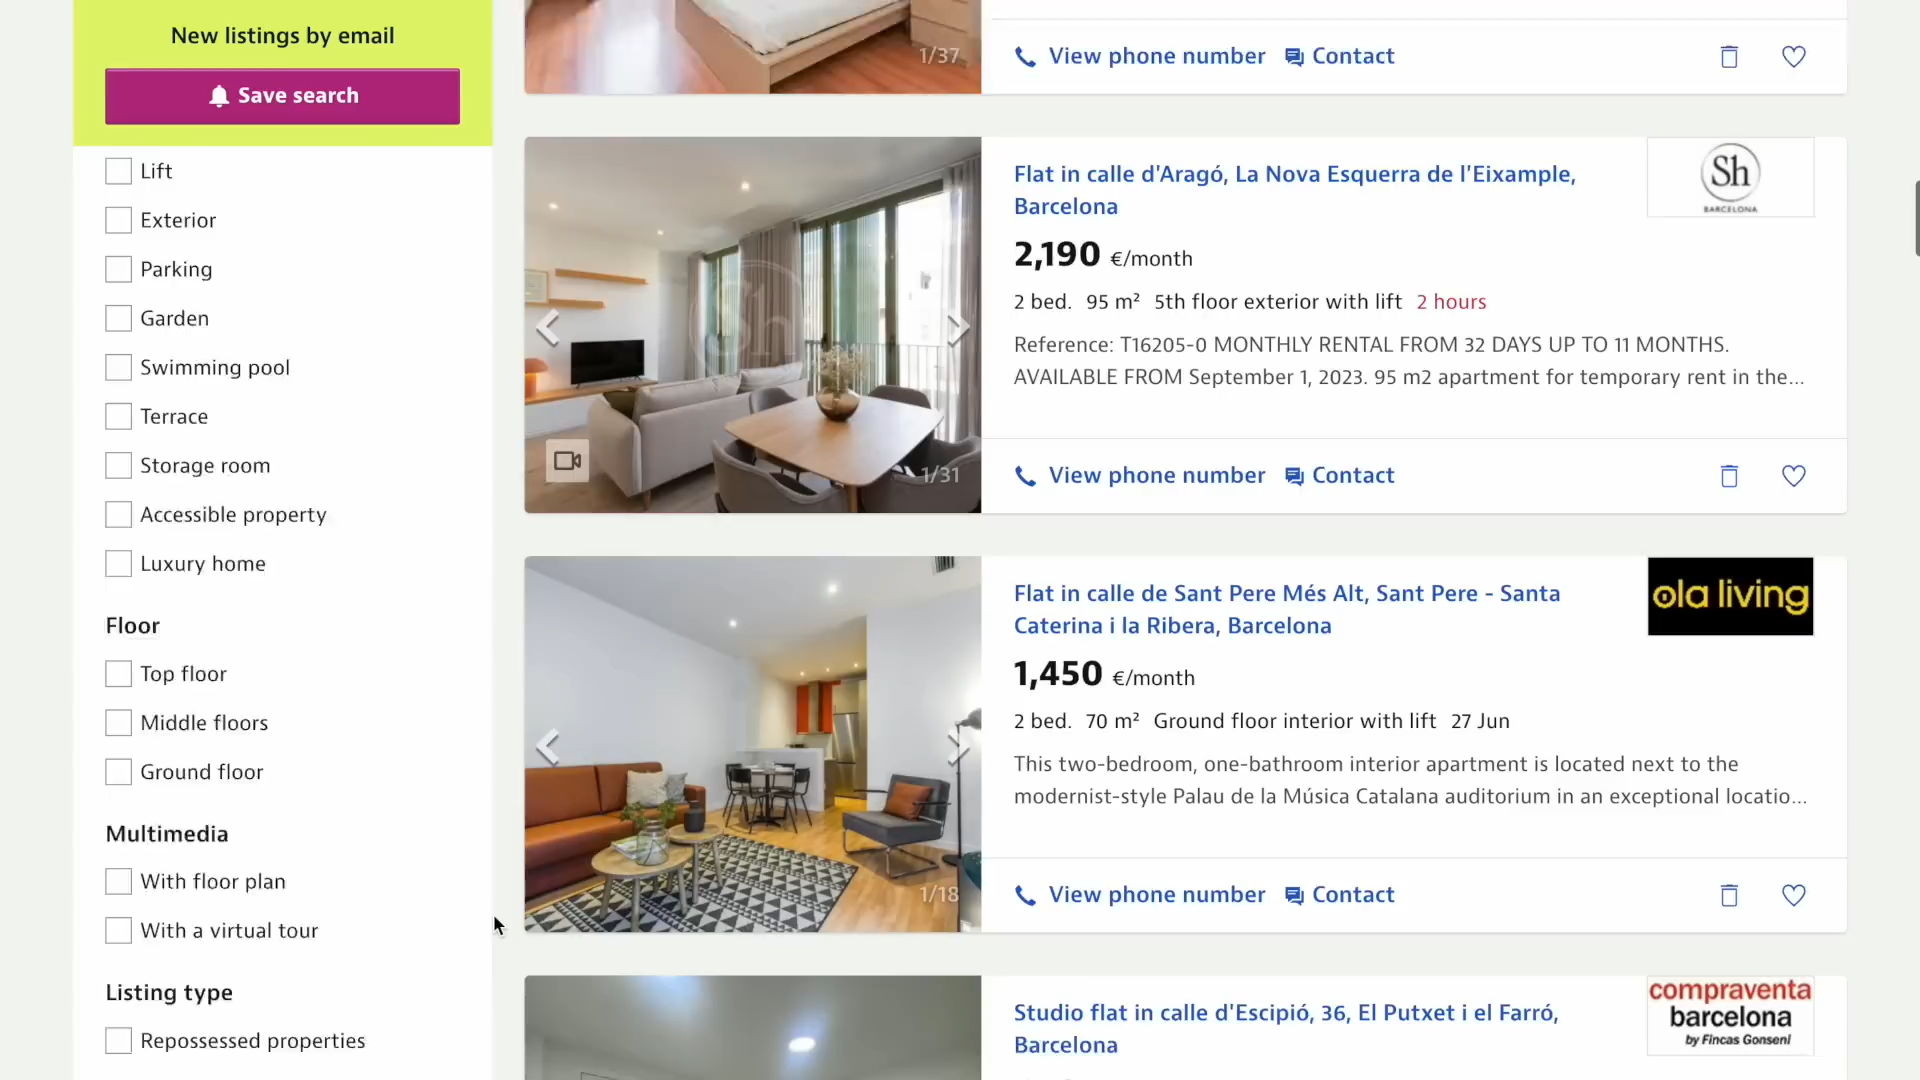 New listings by email
Save search
Lift
Exterior
Parking
Garden
Swimming pool
Terrace
Storage room
Accessible property
Luxury home
Floor
Top floor
Middle floors
Ground floor
Multimedia
With floor plan
With a virtual tour
Listing type
Repossessed properties
1/37
View phone number
Contact
Flat in calle d'Aragó, La Nova Esquerra de l'Eixample,
Barcelona
Sh
BARCELONA
2,190 €/month
2 bed. 95 m² 5th floor exterior with lift 2 hours
Reference: T16205-0 MONTHLY RENTAL FROM 32 DAYS UP TO 11 MONTHS.
AVAILABLE FROM September 1, 2023. 95 m2 apartment for temporary rent in the...
Sh
1/31
View phone number
Contact
Flat in calle de Sant Pere Més Alt, Sant Pere - Santa
Caterina i la Ribera, Barcelona
ola living
1,450 €/month
2 bed. 70 m² Ground floor interior with lift 27 Jun
This two-bedroom, one-bathroom interior apartment is located next to the
modernist-style Palau de la Música Catalana auditorium in an exceptional locatio...
1/18
View phone number
Contact
Studio flat in calle d'Escipió, 36, El Putxet i el Farró,
Barcelona
compraventa
barcelona
by Fincas Gonsení